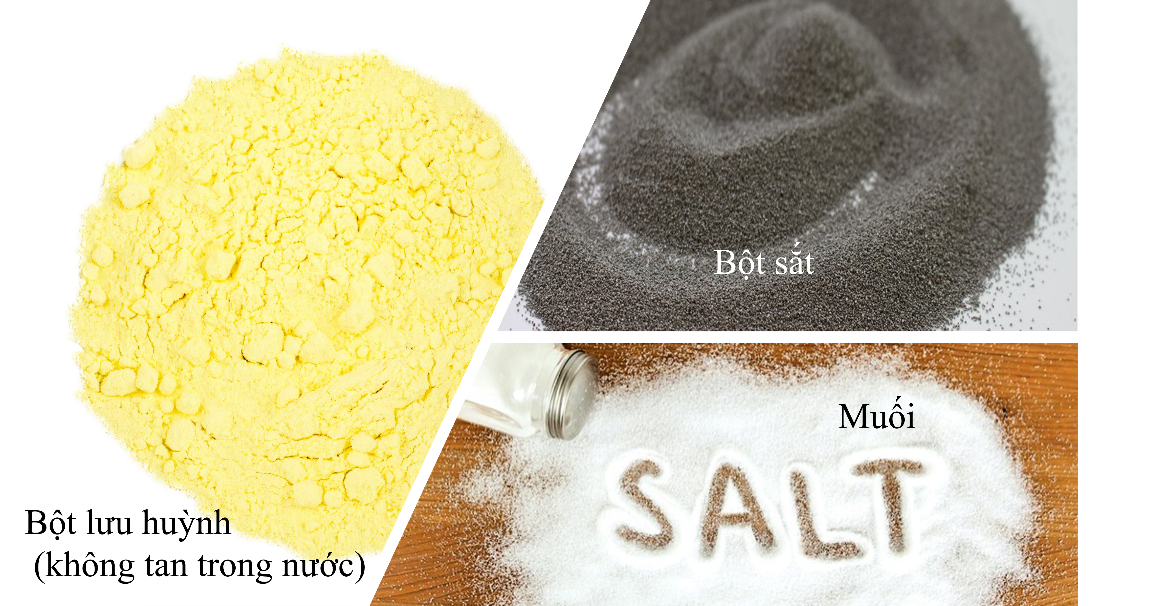 Bột sắt
Muối
SALT
Bột lưu huỳnh
(không tan trong nước)